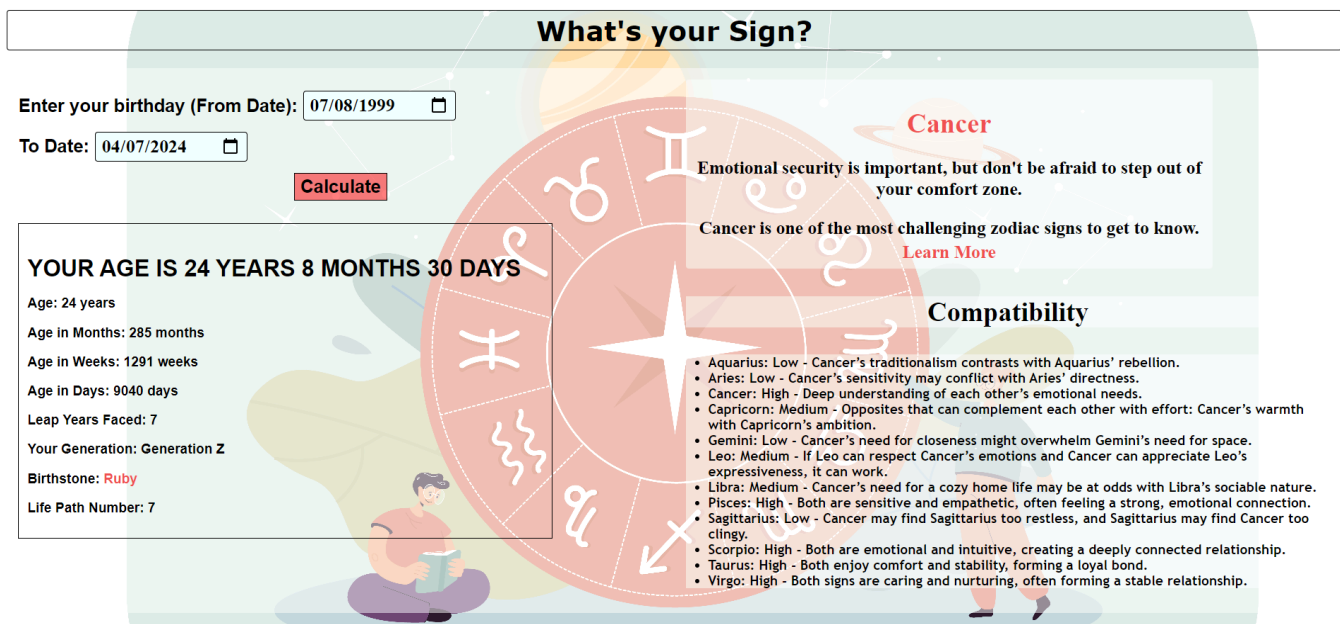 What's your Sign?
Enter your birthday (From Date): 07/08/1999
To Date: 04/07/2024
Calculate
YOUR AGE IS 24 YEARS 8 MONTHS 30 DAYS
Age: 24 years
Age in Months: 285 months
Age in Weeks: 1291 weeks
Age in Days: 9040 days
Leap Years Faced: 7
Your Generation: Generation Z
Birthstone: Ruby
Life Path Number: 7
Cancer
Emotional security is important, but don't be afraid to step out of
your comfort zone.
Cancer is one of the most challenging zodiac signs to get to know.
Learn More
Compatibility
• Aquarius: Low - Cancer’s traditionalism contrasts with Aquarius’ rebellion.
• Aries: Low - Cancer’s sensitivity may conflict with Aries’ directness.
• Cancer: High - Deep understanding of each other’s emotional needs.
• Capricorn: Medium - Opposites that can complement each other with effort: Cancer’s warmth
with Capricorn’s ambition.
• Gemini: Low - Cancer’s need for closeness might overwhelm Gemini’s need for space.
• Leo: Medium - If Leo can respect Cancer’s emotions and Cancer can appreciate Leo’s
expressiveness, it can work.
• Libra: Medium - Cancer’s need for a cozy home life may be at odds with Libra’s sociable nature.
• Pisces: High - Both are sensitive and empathetic, often feeling a strong, emotional connection.
• Sagittarius: Low - Cancer may find Sagittarius too restless, and Sagittarius may find Cancer too
clingy.
• Scorpio: High - Both are emotional and intuitive, creating a deeply connected relationship.
• Taurus: High - Both enjoy comfort and stability, forming a loyal bond.
• Virgo: High - Both signs are caring and nurturing, often forming a stable relationship.